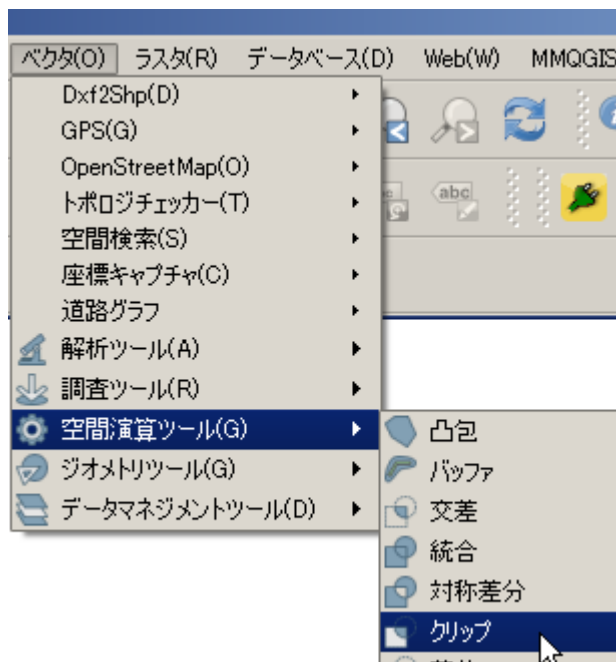 ベクタ(O) ラスタ(R) データベース(D) Web(W) MMQGIS
Dxf2Shp(D)
GPS(G)
OpenStreetMap(O)
トポロジチェッカー(T)
空間検索(S)
座標キャプチャ(C)
道路グラフ
解析ツール(A)
調査ツール(R)
空間演算ツール(G)
ジオメトリツール(G)
データマネジメントツール(D)
abc
凸包
バッファ
交差
統合
対称差分
クリップ